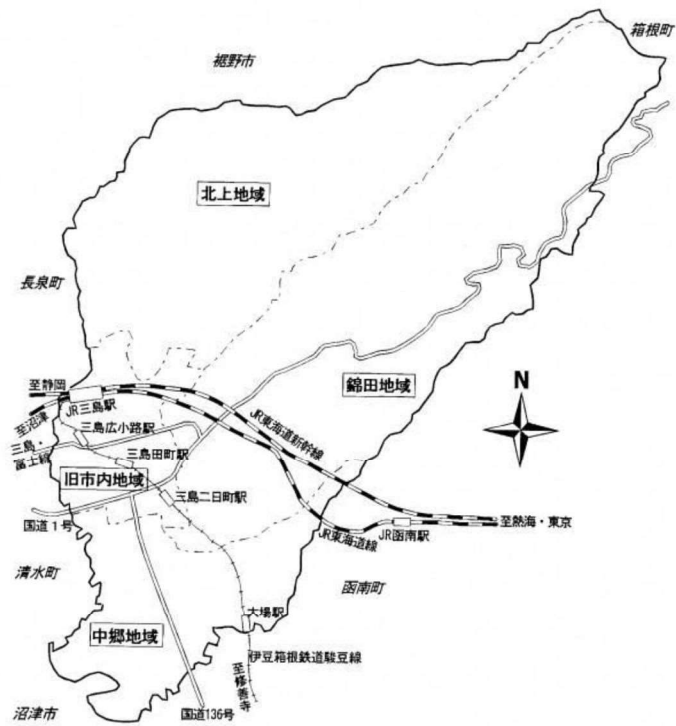 箱根町
裾野市
北上地域
長泉町
至静岡
JR三島駅
錦田地域
N
至沼津
三島広小路駅
JR東海道新幹線
三島・
富士線
三島田町駅
旧市内地域
三島二日町駅
国道1号
至熱海・東京
JR東海道線
JR函南駅
清水町
函南町
大場駅
中郷地域
伊豆箱根鉄道駿豆線
至修善寺
沼津市
国道136号